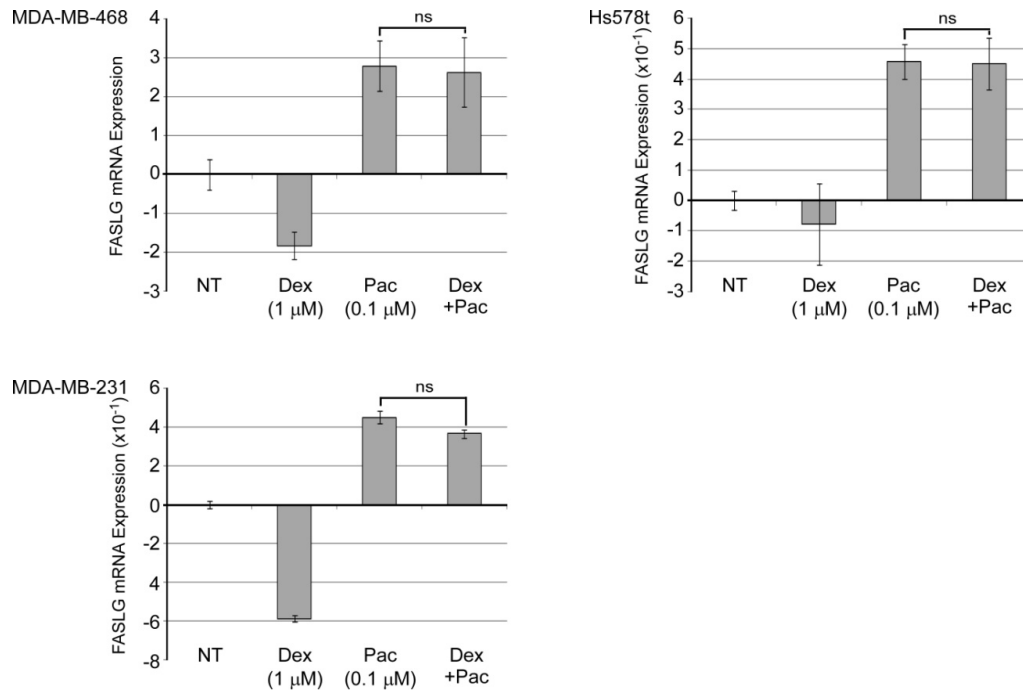 MDA-MB-468
ns
FASLG mRNA Expression
4
3
2
1
0
-1
-2
-3
NT
Dex
(1 µM)
Pac
(0.1 µM)
Dex
+Pac
Hs578t
ns
FASLG mRNA Expression (x10⁻¹)
6
5
4
3
2
1
0
-1
-2
-3
NT
Dex
(1 µM)
Pac
(0.1 µM)
Dex
+Pac
MDA-MB-231
ns
FASLG mRNA Expression (x10⁻¹)
6
4
2
0
-2
-4
-6
-8
NT
Dex
(1 µM)
Pac
(0.1 µM)
Dex
+Pac